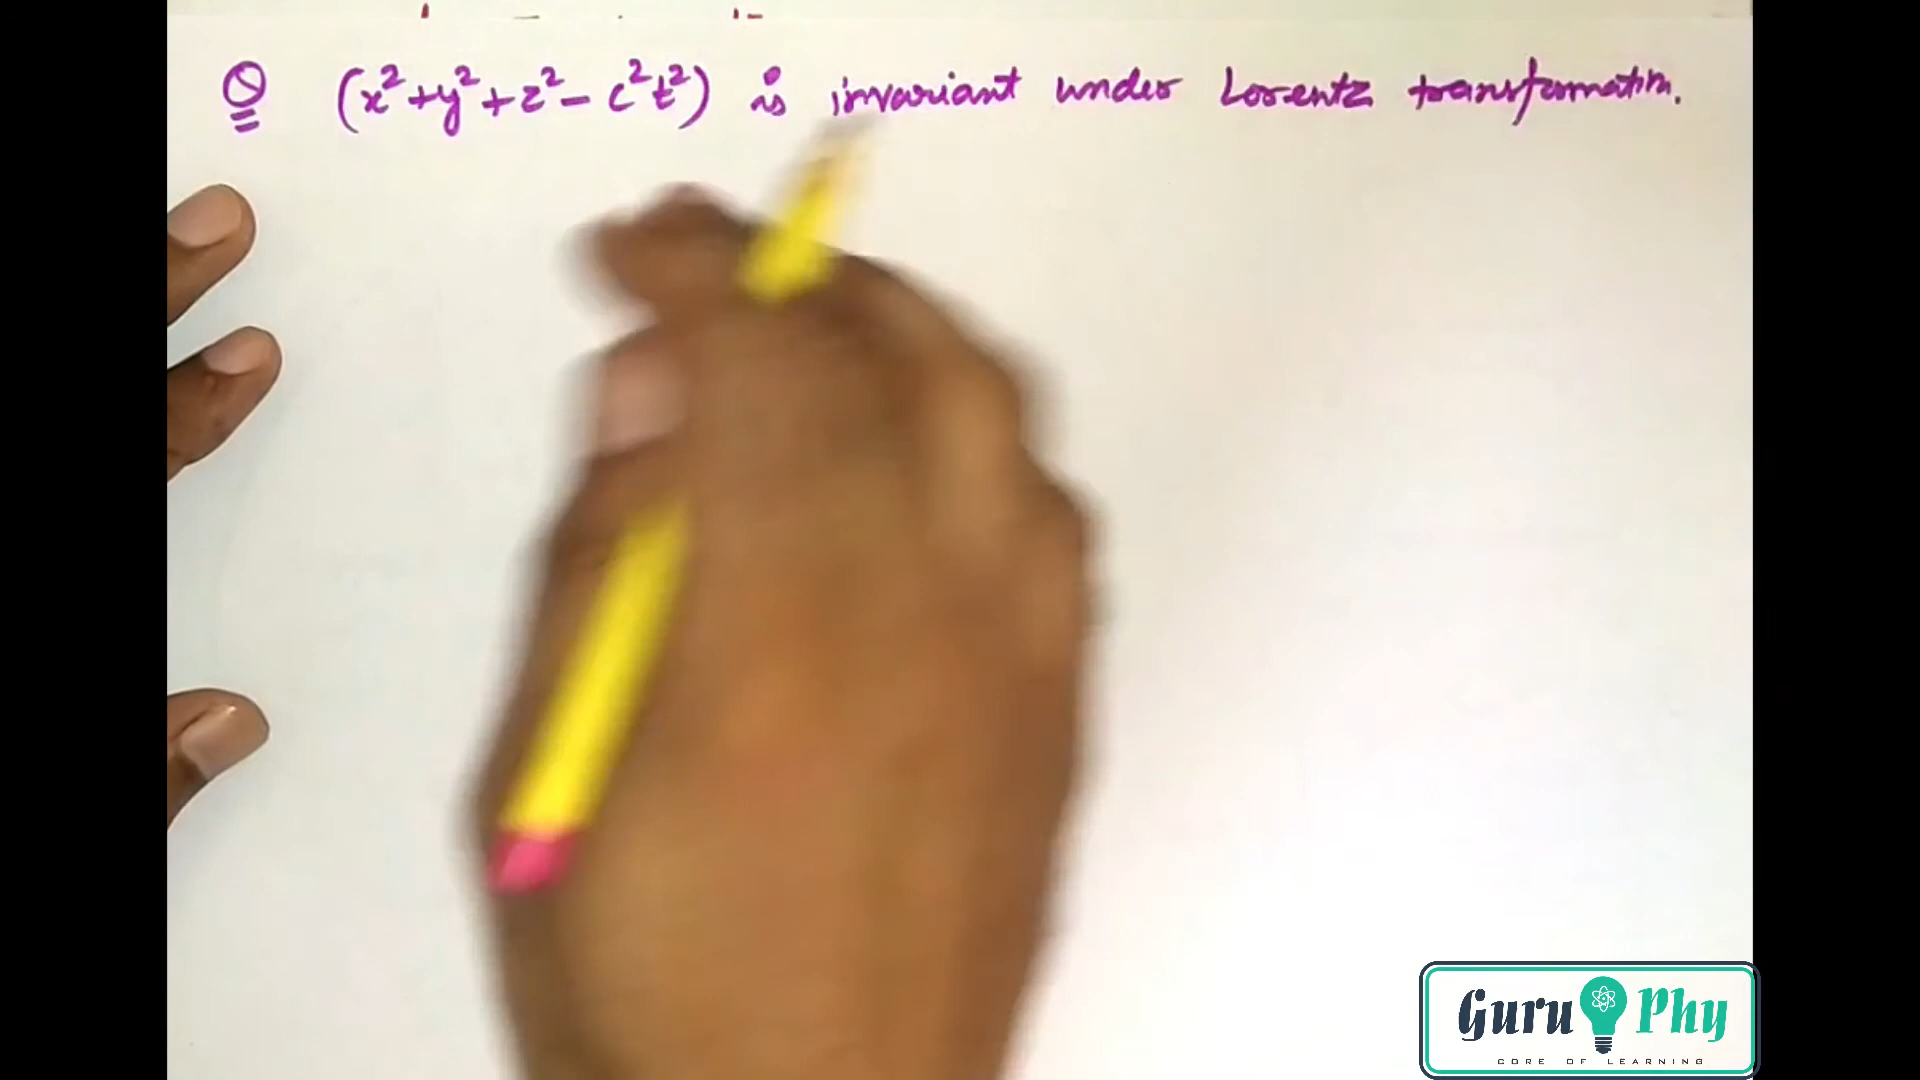 Q (x²+y²+z²-c²t²) is invariant under Lorentz transformation.
Guru Phy
CORE OF LEARNING